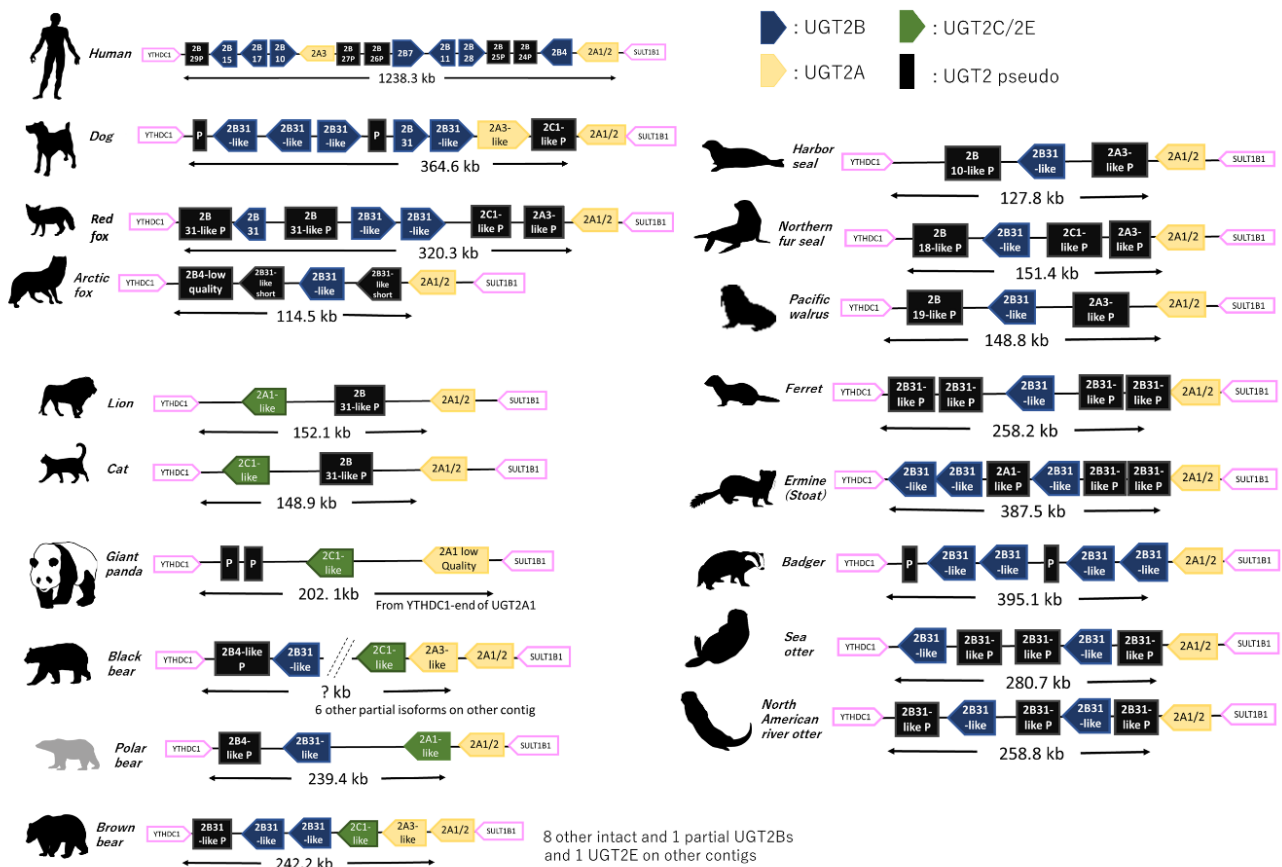 : UGT2B
: UGT2C/2E
: UGT2A
: UGT2 pseudo
Human
YTHDC1
2B
29P
2B
15
2B
17
2B
10
2A3
2B
27P
2B
26P
2B7
2B
11
2B
28
2B
25P
2B
24P
2B4
2A1/2
SULT1B1
1238.3 kb
Dog
YTHDC1
P
2B31
-like
2B31
-like
2B31
-like
P
2B
31
2B31
-like
2A3-
like
2C1-
like P
2A1/2
SULT1B1
364.6 kb
Red
fox
YTHDC1
2B
31-like P
2B
31
2B
31-like P
2B31
-like
2B31
-like
2C1-
like P
2A3-
like P
2A1/2
SULT1B1
320.3 kb
Arctic
fox
YTHDC1
2B4-low
quality
2B31-
like
short
2B31
-like
2B31-
like
short
2A1/2
SULT1B1
114.5 kb
Lion
YTHDC1
2A1-
like
2B
31-like P
2A1/2
SULT1B1
152.1 kb
Cat
YTHDC1
2C1-
like
2B
31-like P
2A1/2
SULT1B1
148.9 kb
Giant
panda
YTHDC1
P
P
2C1-
like
2A1 low
Quality
SULT1B1
202. 1kb
From YTHDC1-end of UGT2A1
Black
bear
YTHDC1
2B4-like
P
2B31
-like
2C1-
like
2A3-
like
2A1/2
SULT1B1
? kb
6 other partial isoforms on other contig
Polar
bear
YTHDC1
2B4-
like P
2B31-
like
2A1-
like
2A1/2
SULT1B1
239.4 kb
Brown
bear
YTHDC1
2B31
-like P
2B31
-like
2B31
-like
2C1-
like
2A3-
like
2A1/2
SULT1B1
242.2 kb
8 other intact and 1 partial UGT2Bs
and 1 UGT2E on other contigs
Harbor
seal
YTHDC1
2B
10-like P
2B31
-like
2A3-
like P
2A1/2
SULT1B1
127.8 kb
Northern
fur seal
YTHDC1
2B
18-like P
2B31
-like
2C1-
like P
2A3-
like P
2A1/2
SULT1B1
151.4 kb
Pacific
walrus
YTHDC1
2B
19-like P
2B31
-like
2A3-
like P
2A1/2
SULT1B1
148.8 kb
Ferret
YTHDC1
2B31-
like P
2B31-
like P
2B31
-like
2B31-
like P
2B31-
like P
2A1/2
SULT1B1
258.2 kb
Ermine
(Stoat)
YTHDC1
2B31
-like
2B31
-like
2A1-
like P
2B31
-like
2B31-
like P
2B31-
like P
2A1/2
SULT1B1
387.5 kb
Badger
YTHDC1
P
2B31
-like
2B31
-like
P
2B31
-like
2B31
-like
2A1/2
SULT1B1
395.1 kb
Sea
otter
YTHDC1
2B31
-like
2B31-
like P
2B31-
like P
2B31
-like
2B31-
like P
2A1/2
SULT1B1
280.7 kb
North
American
river otter
YTHDC1
2B31-
like P
2B31
-like
2B31-
like P
2B31
-like
2B31-
like P
2A1/2
SULT1B1
258.8 kb